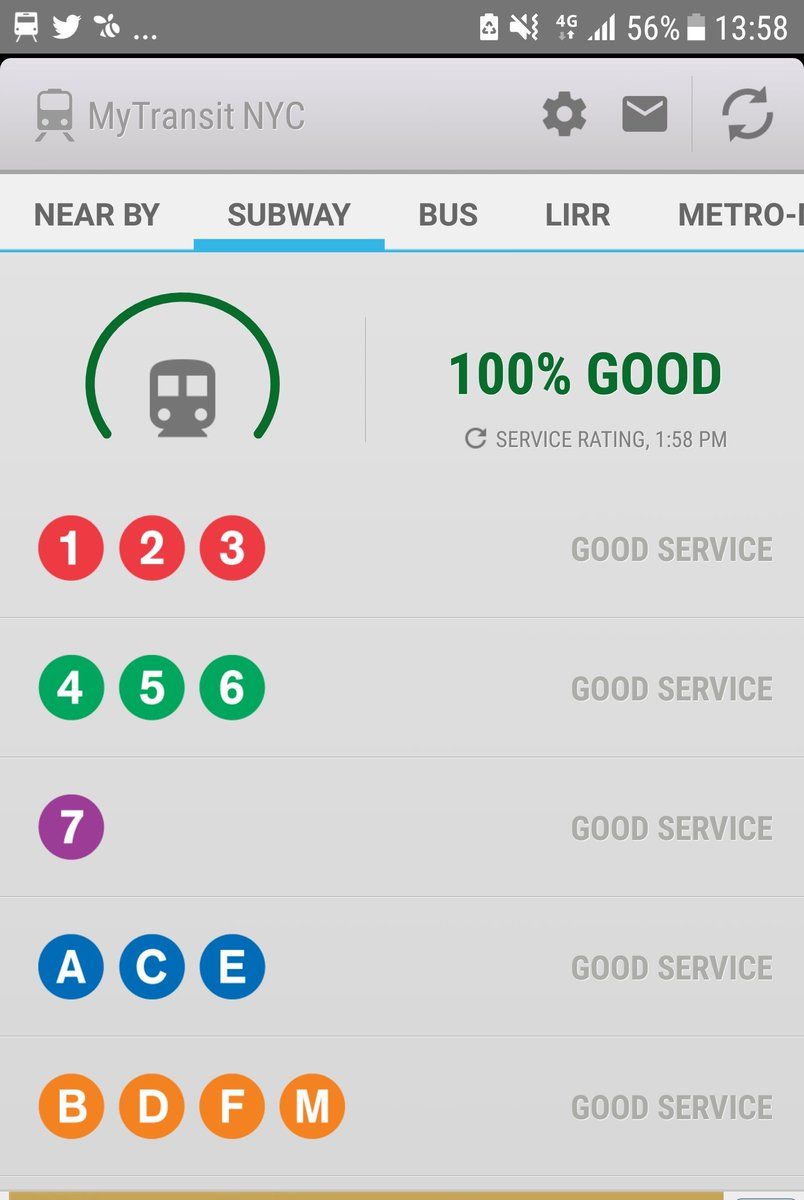 ... 4G 56% 13:58
MyTransit NYC
NEAR BY SUBWAY BUS LIRR METRO-
100% GOOD
SERVICE RATING, 1:58 PM
1 2 3 GOOD SERVICE
4 5 6 GOOD SERVICE
7 GOOD SERVICE
A C E GOOD SERVICE
B D F M GOOD SERVICE